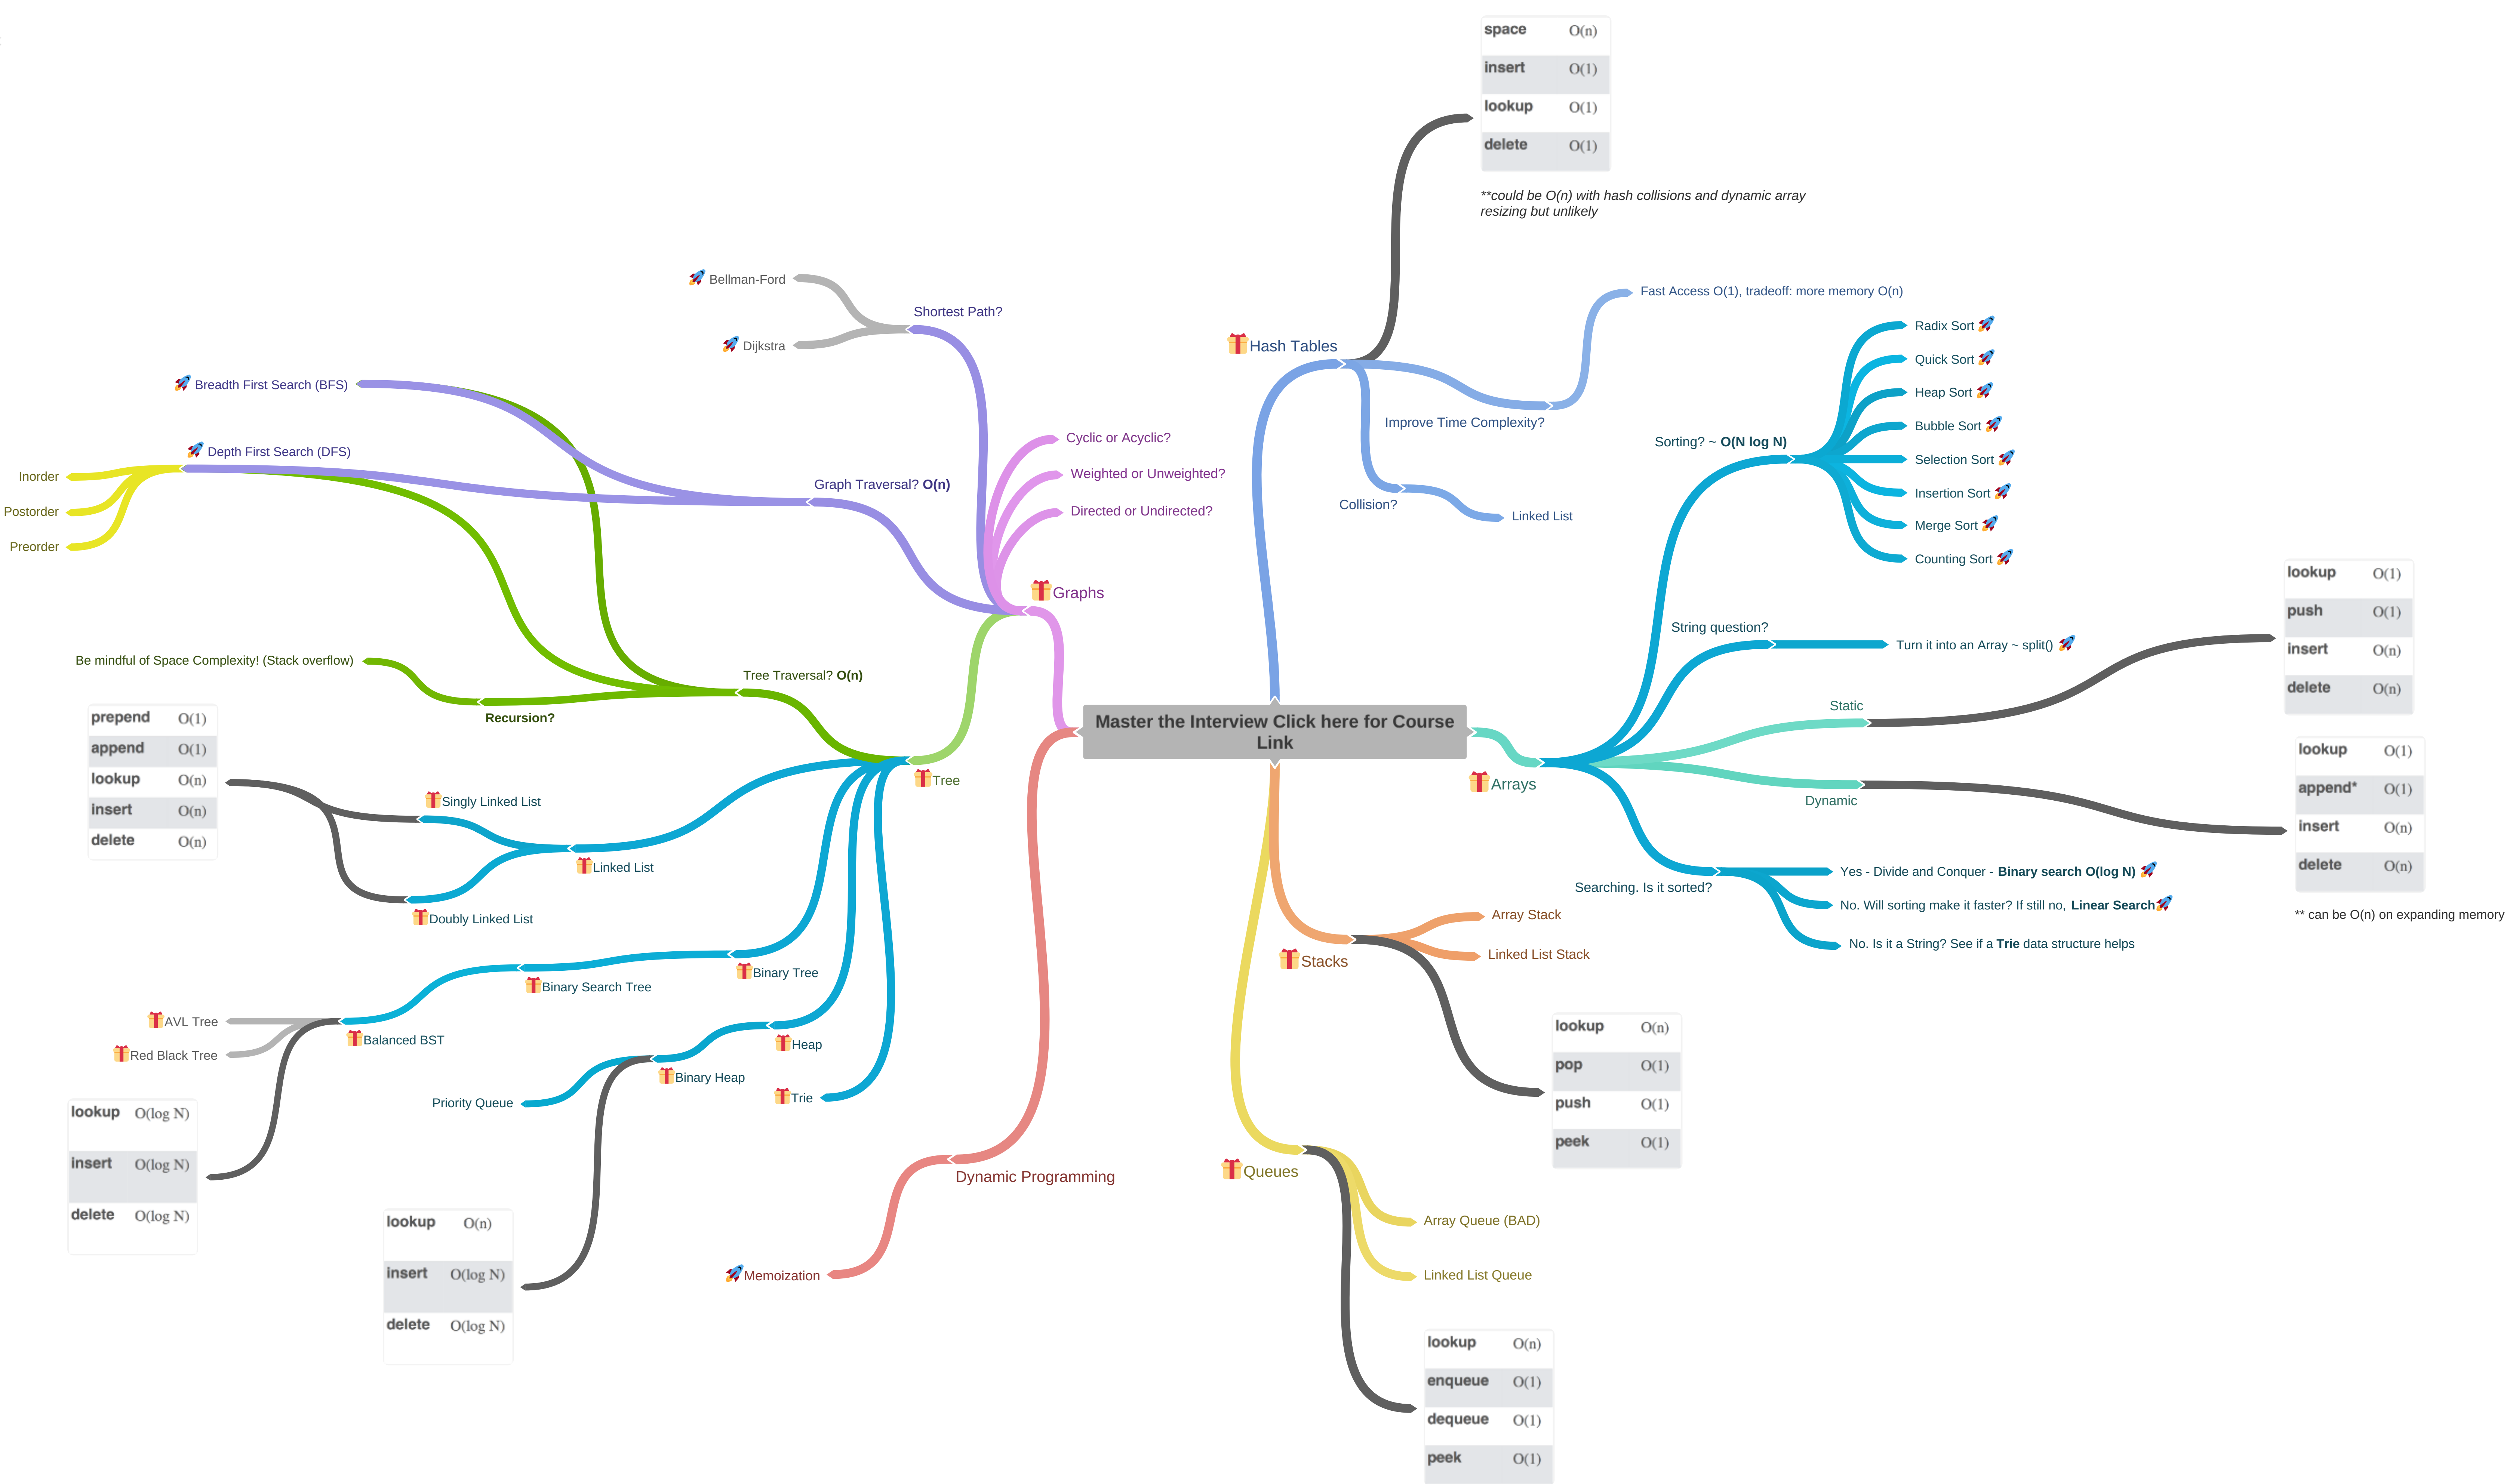 Master the Interview Click here for Course
Link
Hash Tables
space O(n)
insert O(1)
lookup O(1)
delete O(1)
**could be O(n) with hash collisions and dynamic array
resizing but unlikely
Improve Time Complexity?
Fast Access O(1), tradeoff: more memory O(n)
Collision?
Linked List
Arrays
Sorting? ~ O(N log N)
Radix Sort
Quick Sort
Heap Sort
Bubble Sort
Selection Sort
Insertion Sort
Merge Sort
Counting Sort
String question?
Turn it into an Array ~ split()
Static
lookup O(1)
push O(1)
insert O(n)
delete O(n)
Dynamic
lookup O(1)
append* O(1)
insert O(n)
delete O(n)
** can be O(n) on expanding memory
Searching. Is it sorted?
Yes - Divide and Conquer - Binary search O(log N)
No. Will sorting make it faster? If still no, Linear Search
No. Is it a String? See if a Trie data structure helps
Stacks
Array Stack
Linked List Stack
lookup O(n)
pop O(1)
push O(1)
peek O(1)
Queues
Array Queue (BAD)
Linked List Queue
lookup O(n)
enqueue O(1)
dequeue O(1)
peek O(1)
Graphs
Shortest Path?
Bellman-Ford
Dijkstra
Cyclic or Acyclic?
Weighted or Unweighted?
Directed or Undirected?
Graph Traversal? O(n)
Breadth First Search (BFS)
Depth First Search (DFS)
Inorder
Postorder
Preorder
Tree
Tree Traversal? O(n)
Recursion?
Be mindful of Space Complexity! (Stack overflow)
Linked List
Singly Linked List
Doubly Linked List
prepend O(1)
append O(1)
lookup O(n)
insert O(n)
delete O(n)
Binary Tree
Binary Search Tree
Balanced BST
AVL Tree
Red Black Tree
lookup O(log N)
insert O(log N)
delete O(log N)
Heap
Binary Heap
Priority Queue
lookup O(n)
insert O(log N)
delete O(log N)
Trie
Dynamic Programming
Memoization